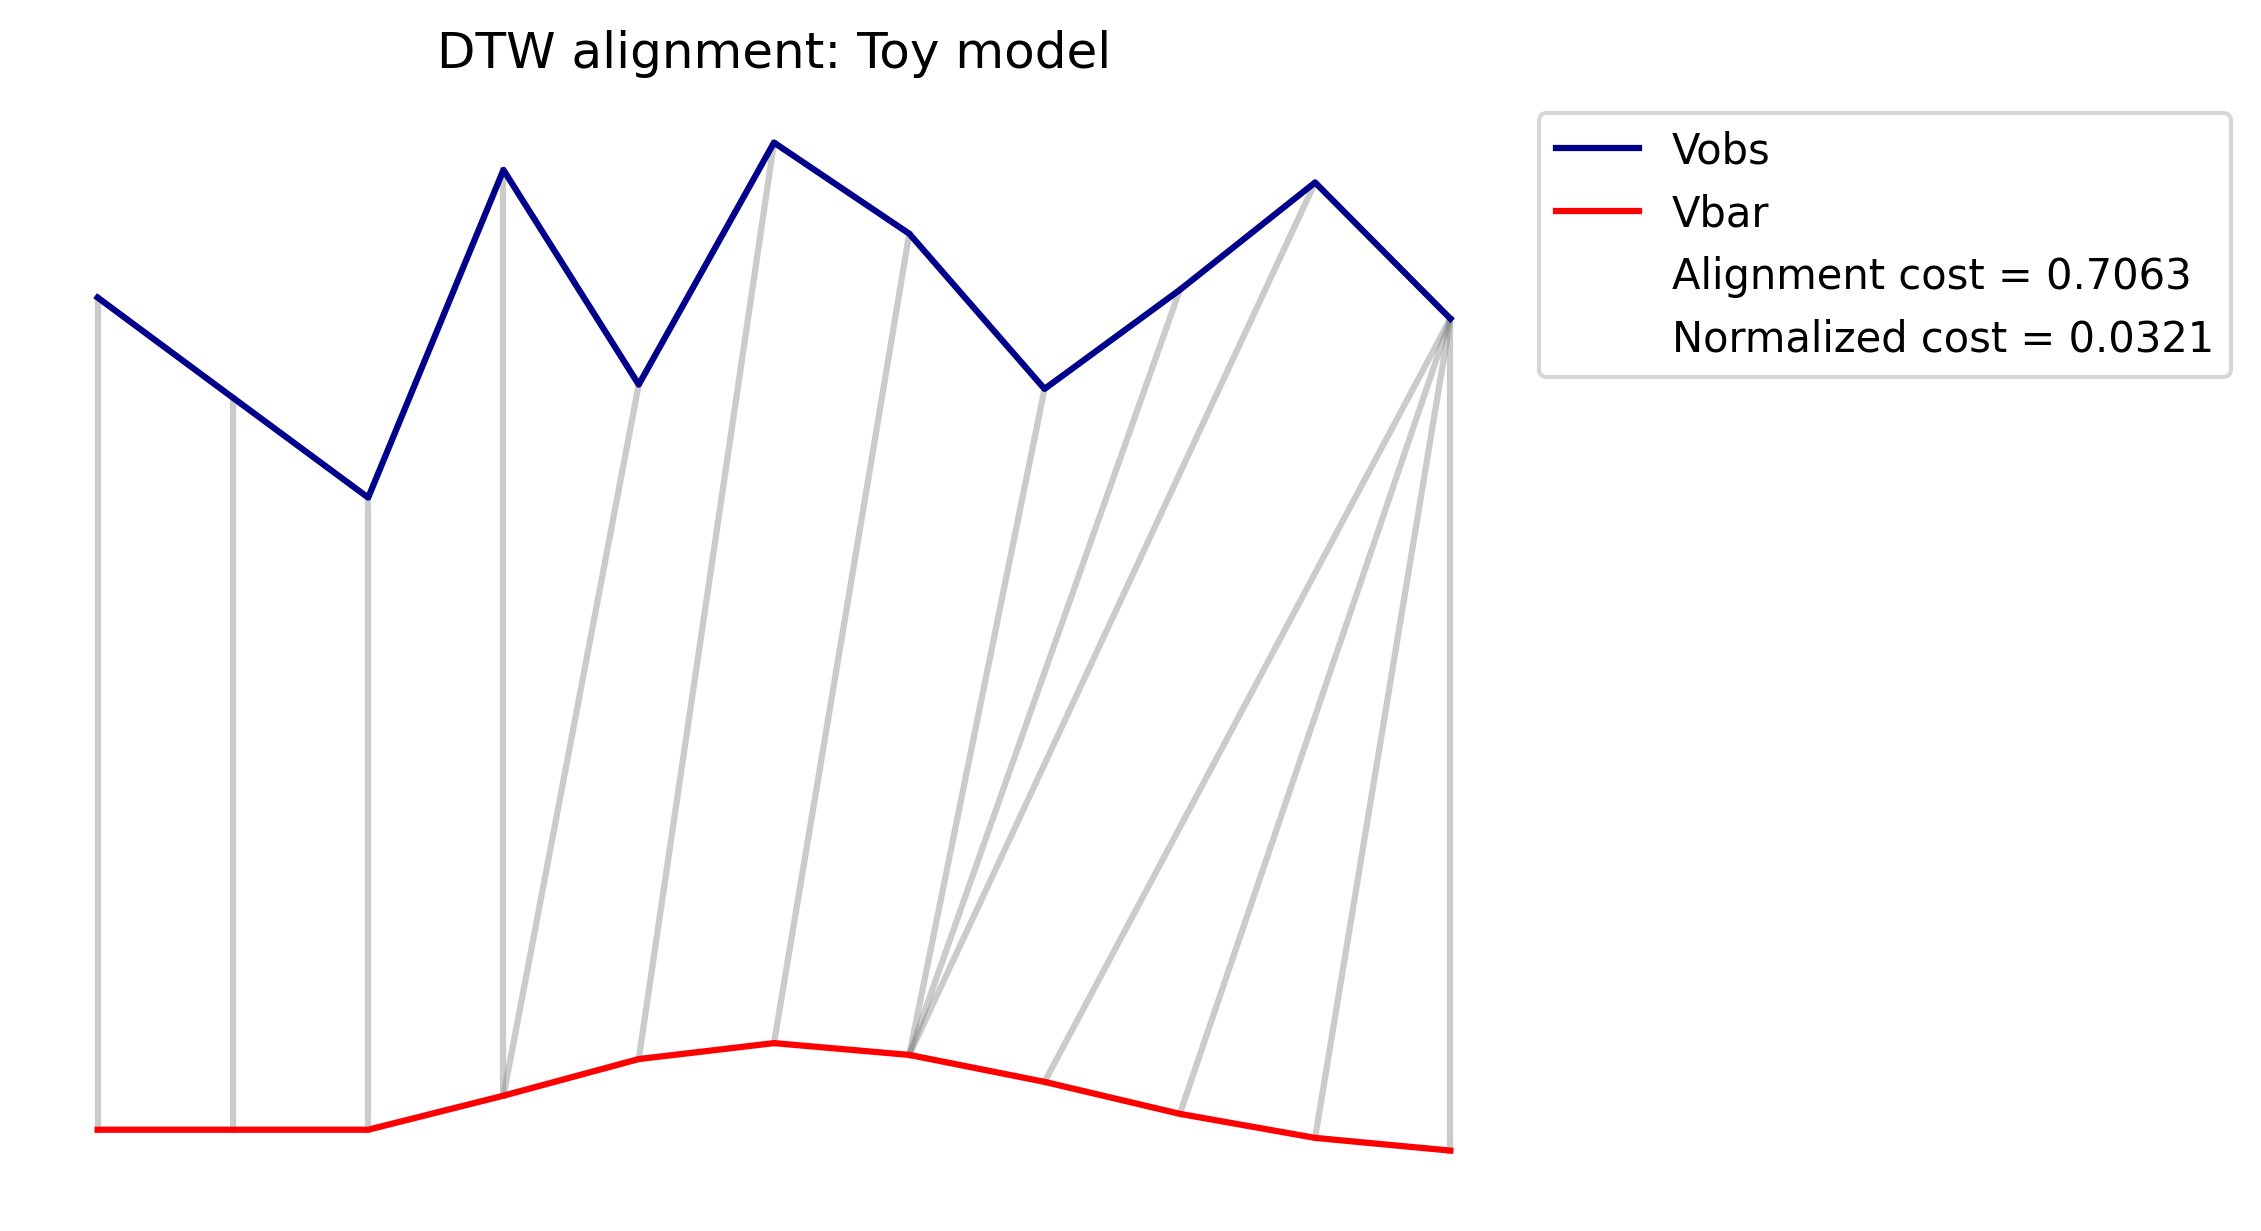 DTW alignment: Toy model
Vobs
Vbar
Alignment cost = 0.7063
Normalized cost = 0.0321